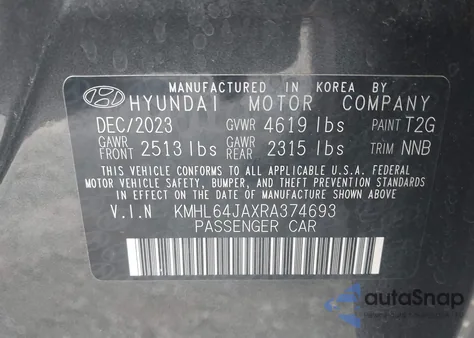 MANUFACTURED IN KOREA BY
HYUNDAI MOTOR COMPANY
DEC/2023 GVWR 4619 lbs PAINT T2G
GAWR FRONT 2513 lbs GAWR REAR 2315 lbs TRIM NNB
THIS VEHICLE CONFORMS TO ALL APPLICABLE U.S.A. FEDERAL
MOTOR VEHICLE SAFETY, BUMPER, AND THEFT PREVENTION STANDARDS
IN EFFECT ON THE DATE OF MANUFACTURE SHOWN ABOVE.
V.I.N KMHL64JAXRA374693
PASSENGER CAR
autoSnap